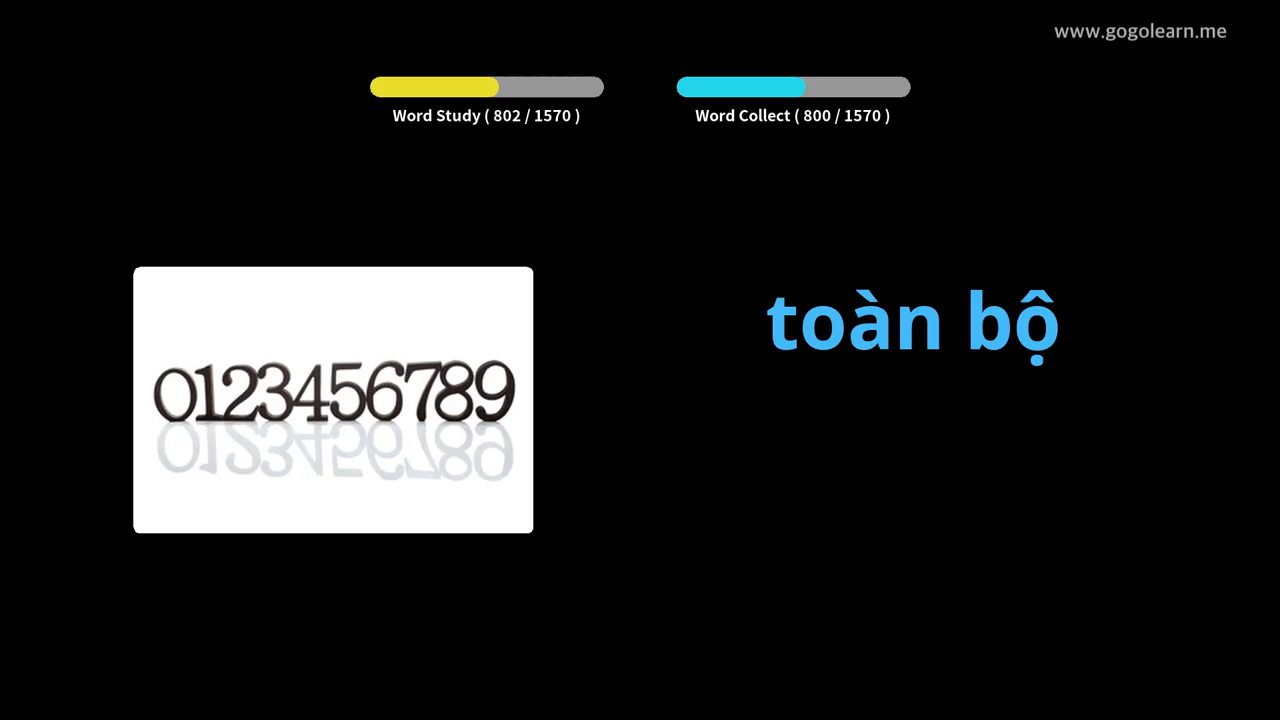 www.gogolearn.me
Word Study ( 802 / 1570 )
Word Collect ( 800 / 1570 )
toàn bộ
0123456789